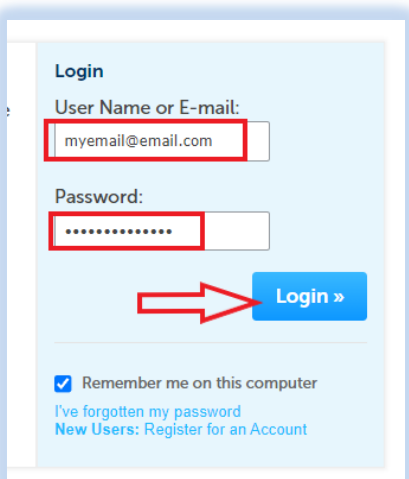 Login
User Name or E-mail:
myemail@email.com
Password:
••••••••••••••
Login »
Remember me on this computer
I've forgotten my password
New Users: Register for an Account